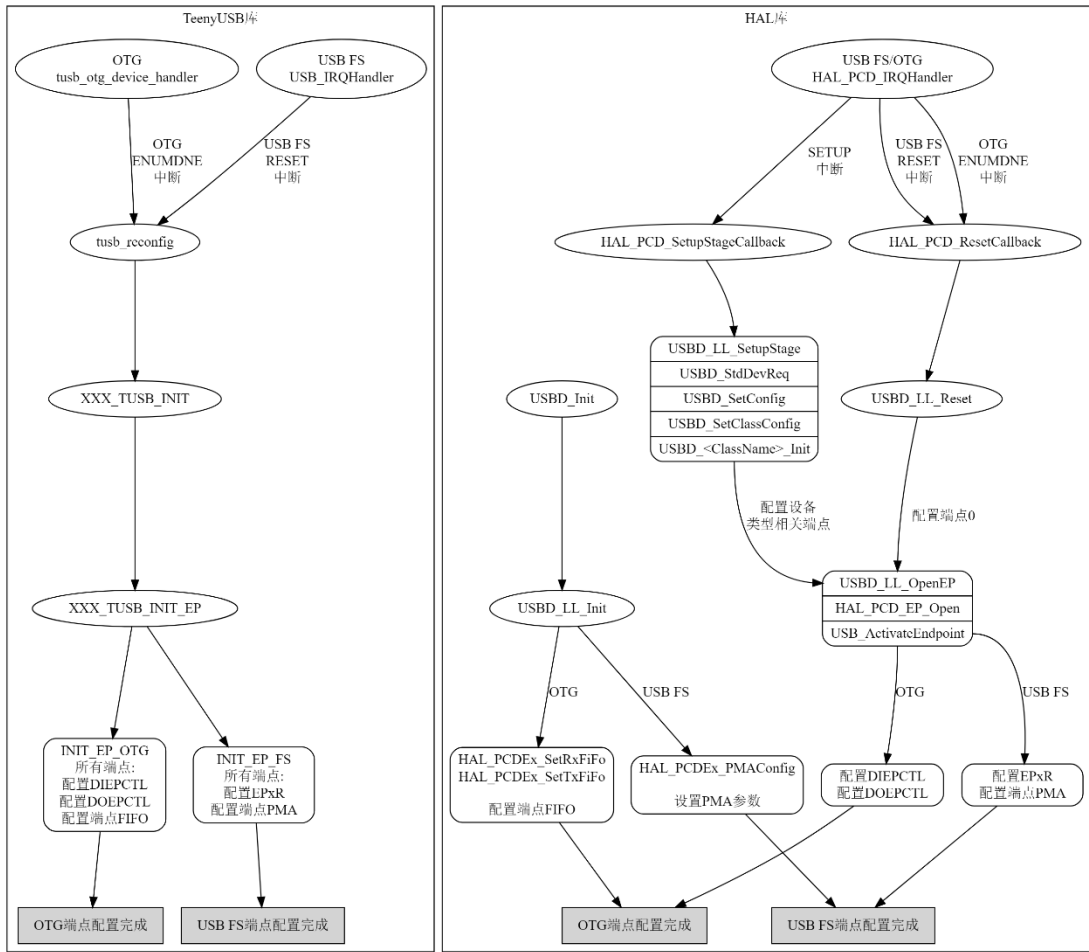 TeenyUSB库
OTG
tusb_otg_device_handler
USB FS
USB_IRQHandler
OTG
ENUMDNE
中断
USB FS
RESET
中断
tusb_reconfig
XXX_TUSB_INIT
XXX_TUSB_INIT_EP
INIT_EP_OTG
所有端点:
配置DIEPCTL
配置DOEPCTL
配置端点FIFO
INIT_EP_FS
所有端点:
配置EPxR
配置端点PMA
OTG端点配置完成
USB FS端点配置完成
HAL库
USB FS/OTG
HAL_PCD_IRQHandler
SETUP
中断
USB FS
RESET
中断
OTG
ENUMDNE
中断
HAL_PCD_SetupStageCallback
HAL_PCD_ResetCallback
USBD_LL_SetupStage
USBD_StdDevReq
USBD_SetConfig
USBD_SetClassConfig
USBD_<ClassName>_Init
USBD_Init
USBD_LL_Reset
配置设备
类型相关端点
配置端点0
USBD_LL_Init
USBD_LL_OpenEP
HAL_PCD_EP_Open
USB_ActivateEndpoint
OTG
USB FS
OTG
USB FS
HAL_PCDEx_SetRxFiFo
HAL_PCDEx_SetTxFiFo
配置端点FIFO
HAL_PCDEx_PMAConfig
设置PMA参数
配置DIEPCTL
配置DOEPCTL
配置EPxR
配置端点PMA
OTG端点配置完成
USB FS端点配置完成